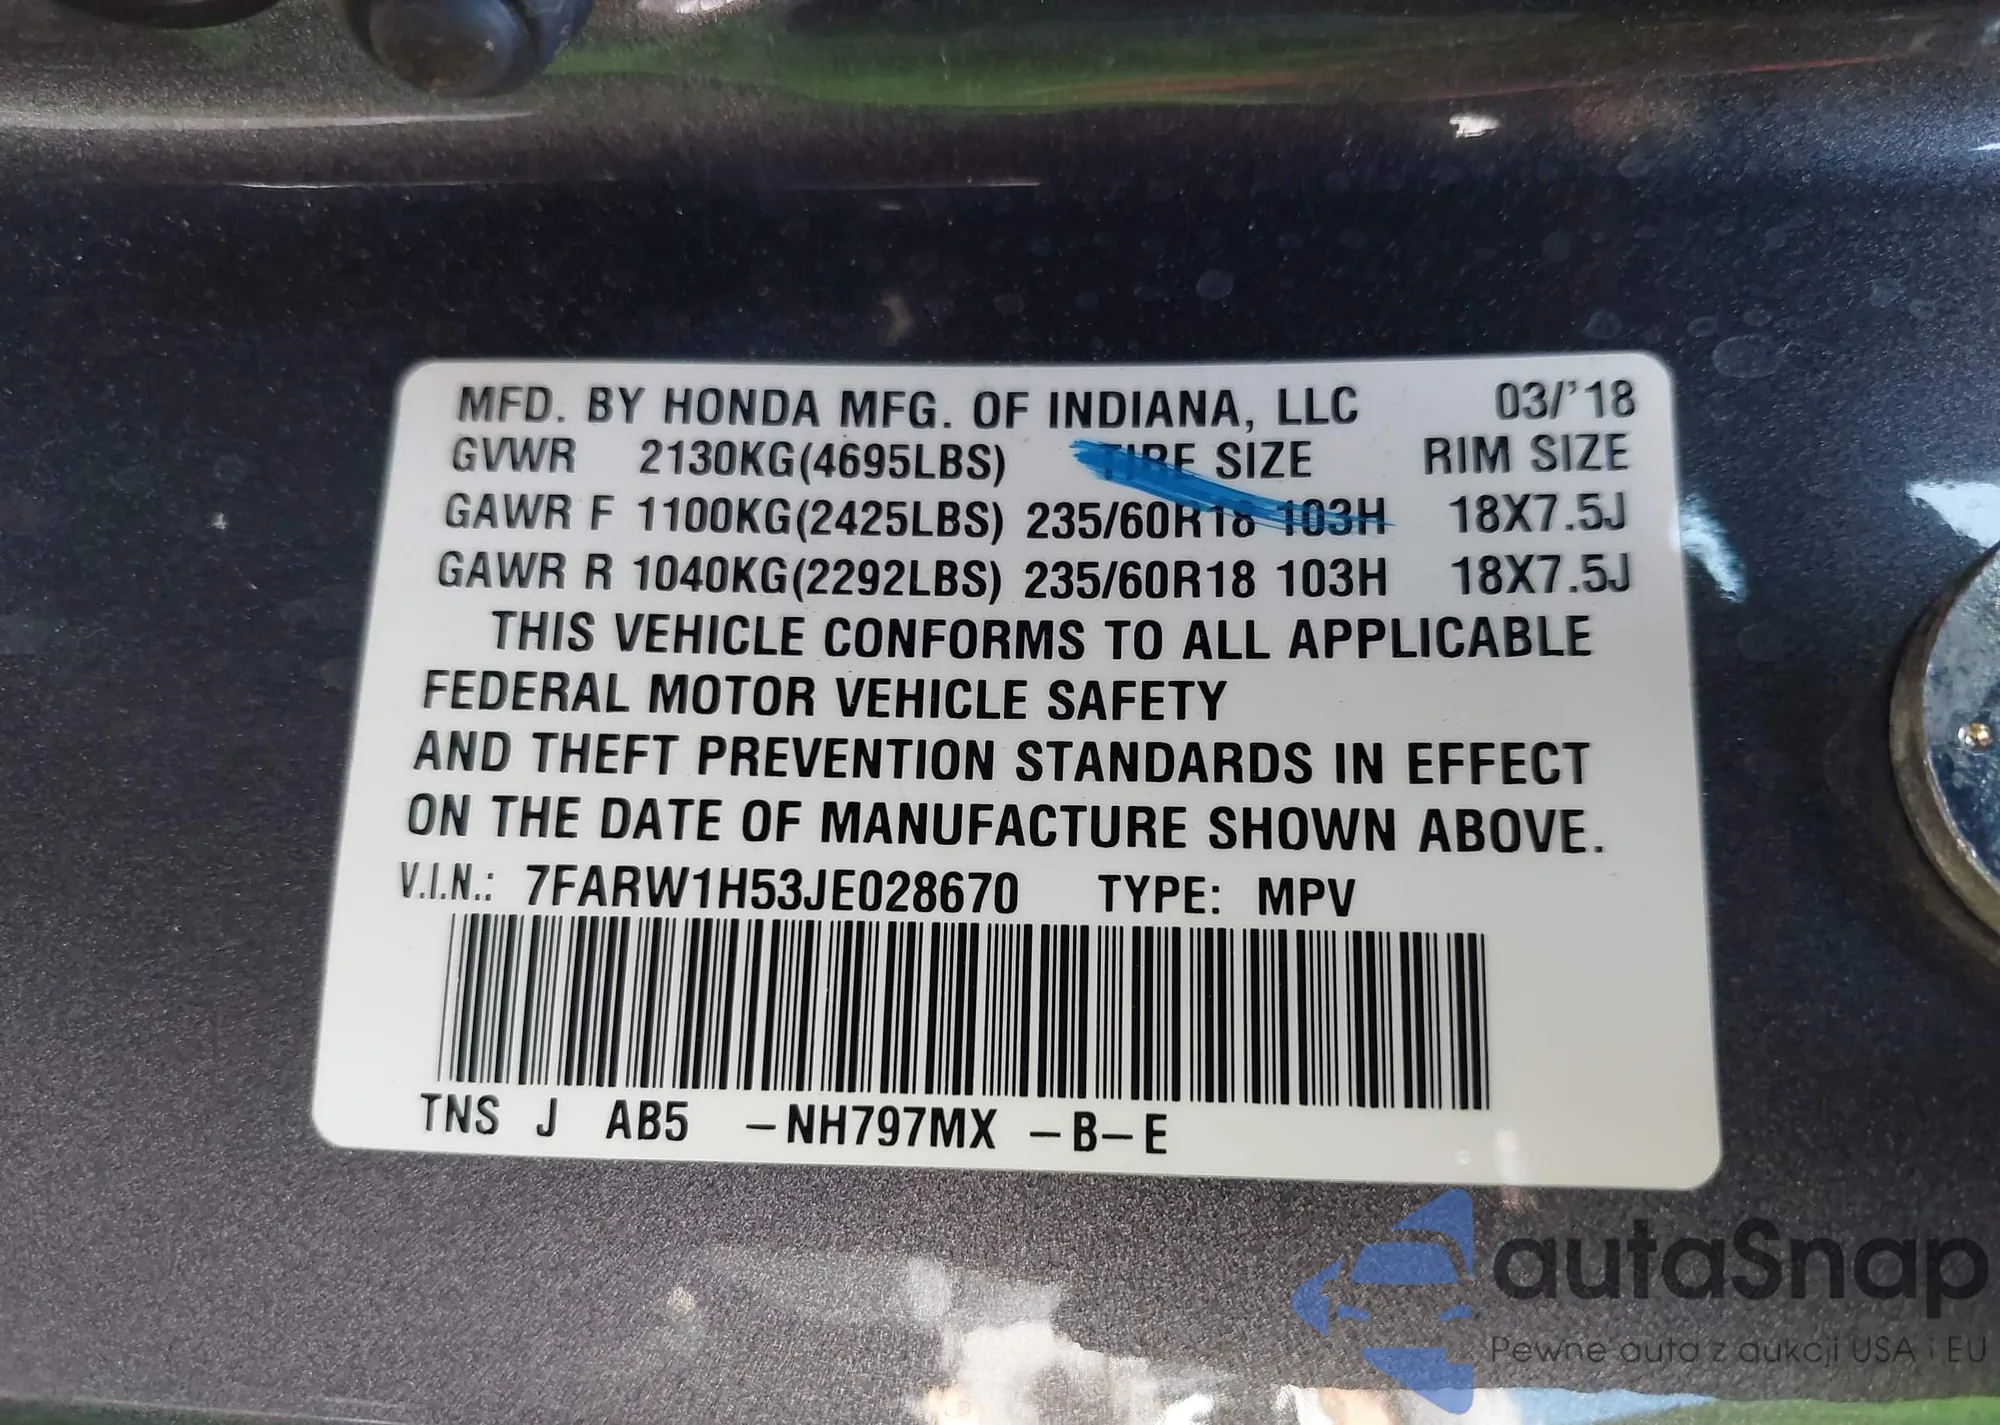 MFD. BY HONDA MFG. OF INDIANA, LLC 03/'18
GVWR 2130KG(4695LBS) TIRE SIZE RIM SIZE
GAWR F 1100KG(2425LBS) 235/60R18 103H 18X7.5J
GAWR R 1040KG(2292LBS) 235/60R18 103H 18X7.5J
THIS VEHICLE CONFORMS TO ALL APPLICABLE
FEDERAL MOTOR VEHICLE SAFETY
AND THEFT PREVENTION STANDARDS IN EFFECT
ON THE DATE OF MANUFACTURE SHOWN ABOVE.
V.I.N.: 7FARW1H53JE028670 TYPE: MPV
TNS J AB5 –NH797MX –B–E
autaSnap
Pewne auta z aukcji USA i EU